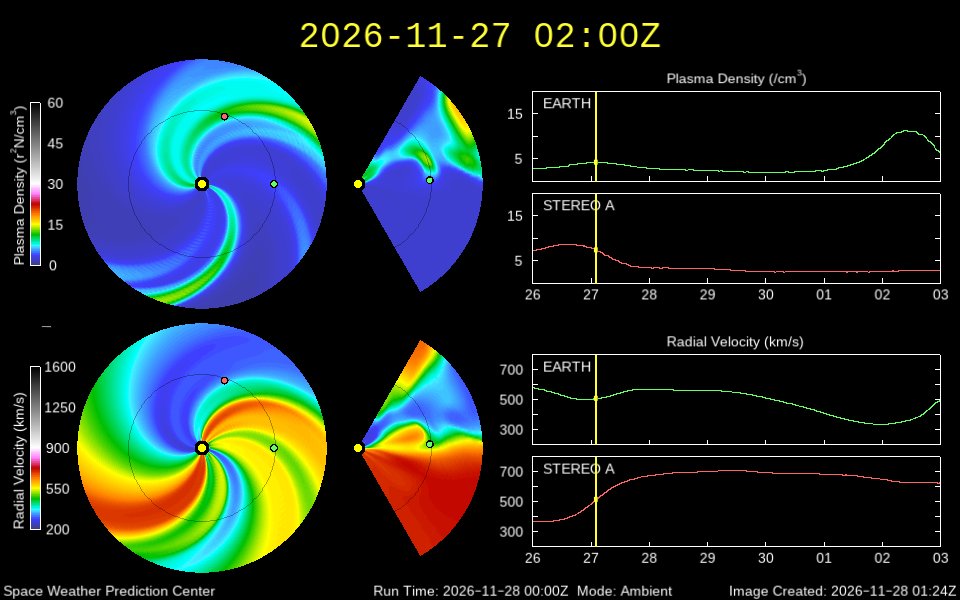 2026-11-27 02:00Z
Plasma Density (/cm³)
Plasma Density (r²N/cm³)
60
45
30
15
0
EARTH
15
5
STEREO A
15
5
26 27 28 29 30 01 02 03
Radial Velocity (km/s)
Radial Velocity (km/s)
1600
1250
900
550
200
EARTH
700
500
300
STEREO A
700
500
300
26 27 28 29 30 01 02 03
Space Weather Prediction Center Run Time: 2026-11-28 00:00Z Mode: Ambient Image Created: 2026-11-28 01:24Z